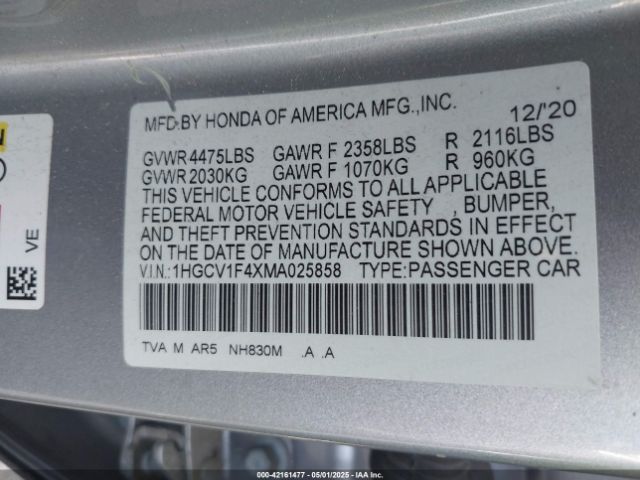 MFD.BY HONDA OF AMERICA MFG.,INC. 12/'20
GVWR 4475LBS GAWR F 2358LBS R 2116LBS
GVWR 2030KG GAWR F 1070KG R 960KG
THIS VEHICLE CONFORMS TO ALL APPLICABLE
FEDERAL MOTOR VEHICLE SAFETY , BUMPER,
AND THEFT PREVENTION STANDARDS IN EFFECT
ON THE DATE OF MANUFACTURE SHOWN ABOVE.
V.I.N.:1HGCV1F4XMA025858 TYPE:PASSENGER CAR
TVA M AR5 NH830M .A .A
VE
000-42161477 - 05/01/2025 - IAAI.COM